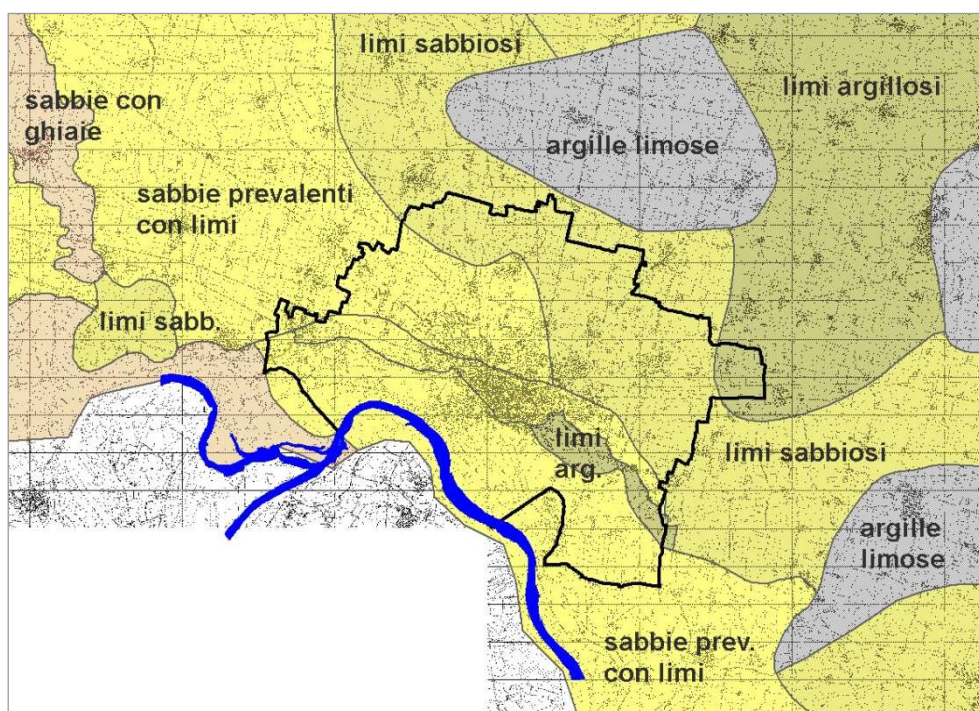 limi sabbiosi
limi argillosi
sabbie con
ghiaie
argille limose
sabbie prevalenti
con limi
limi sabb.
limi
arg.
limi sabbiosi
argille
limose
sabbie prev.
con limi